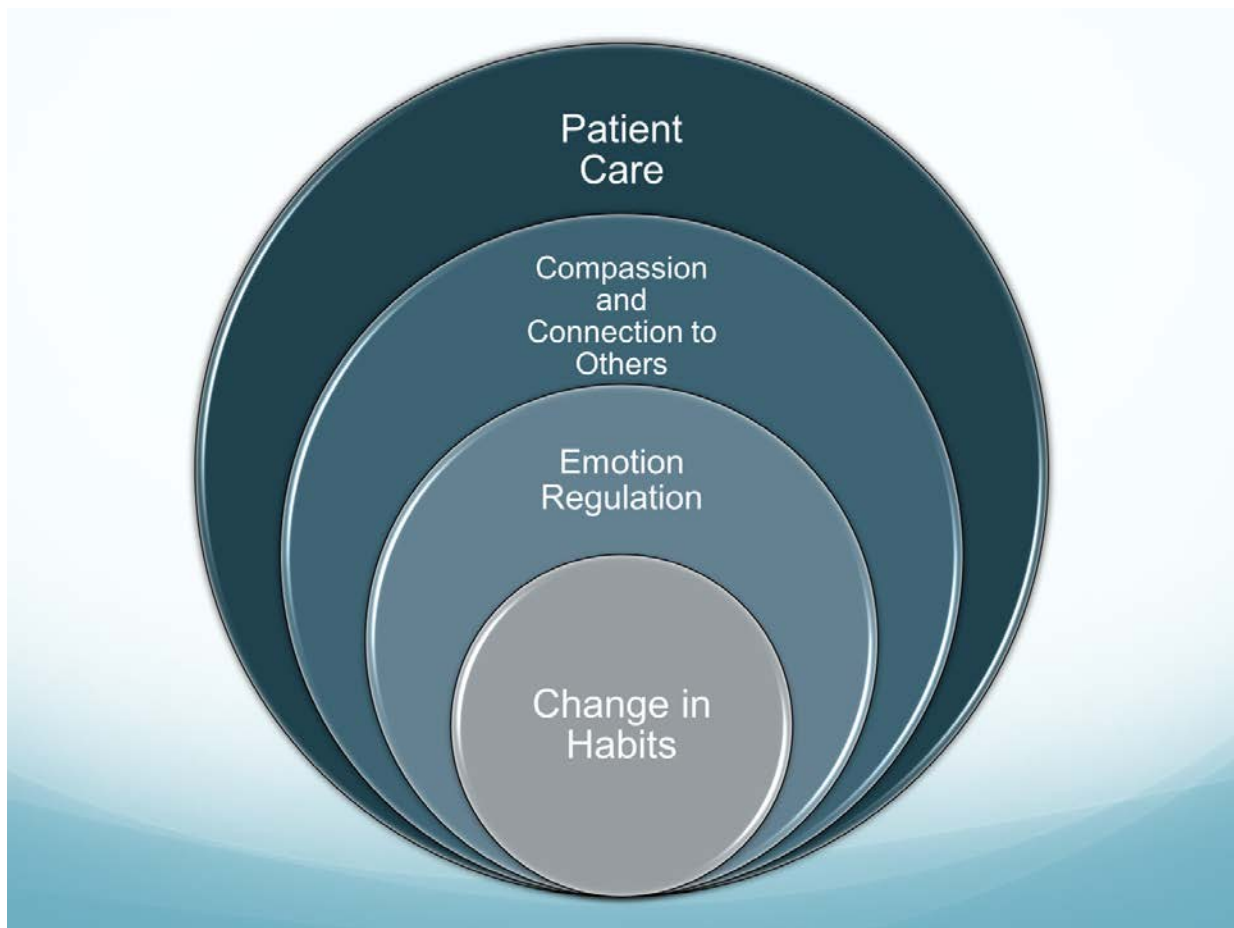 Patient
Care
Compassion
and
Connection to
Others
Emotion
Regulation
Change in
Habits